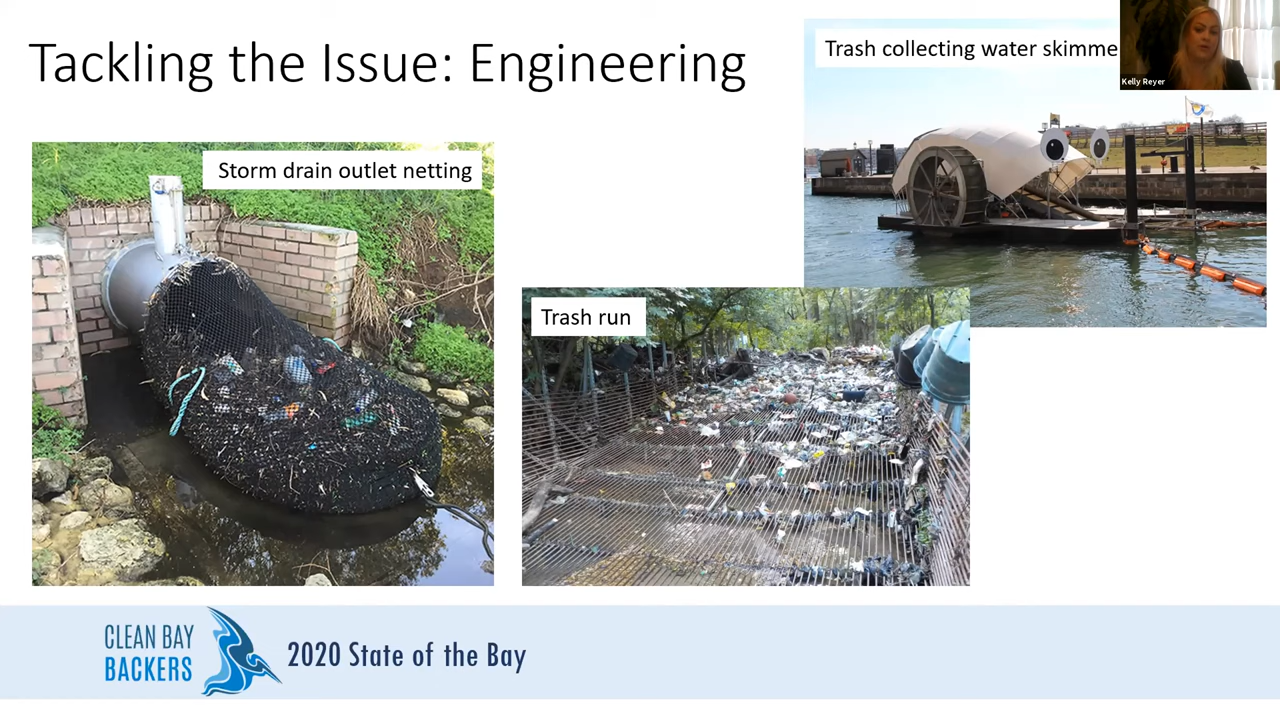 Tackling the Issue: Engineering
Trash collecting water skimme
Kelly Reyer
Storm drain outlet netting
Trash run
CLEAN BAY
BACKERS
2020 State of the Bay